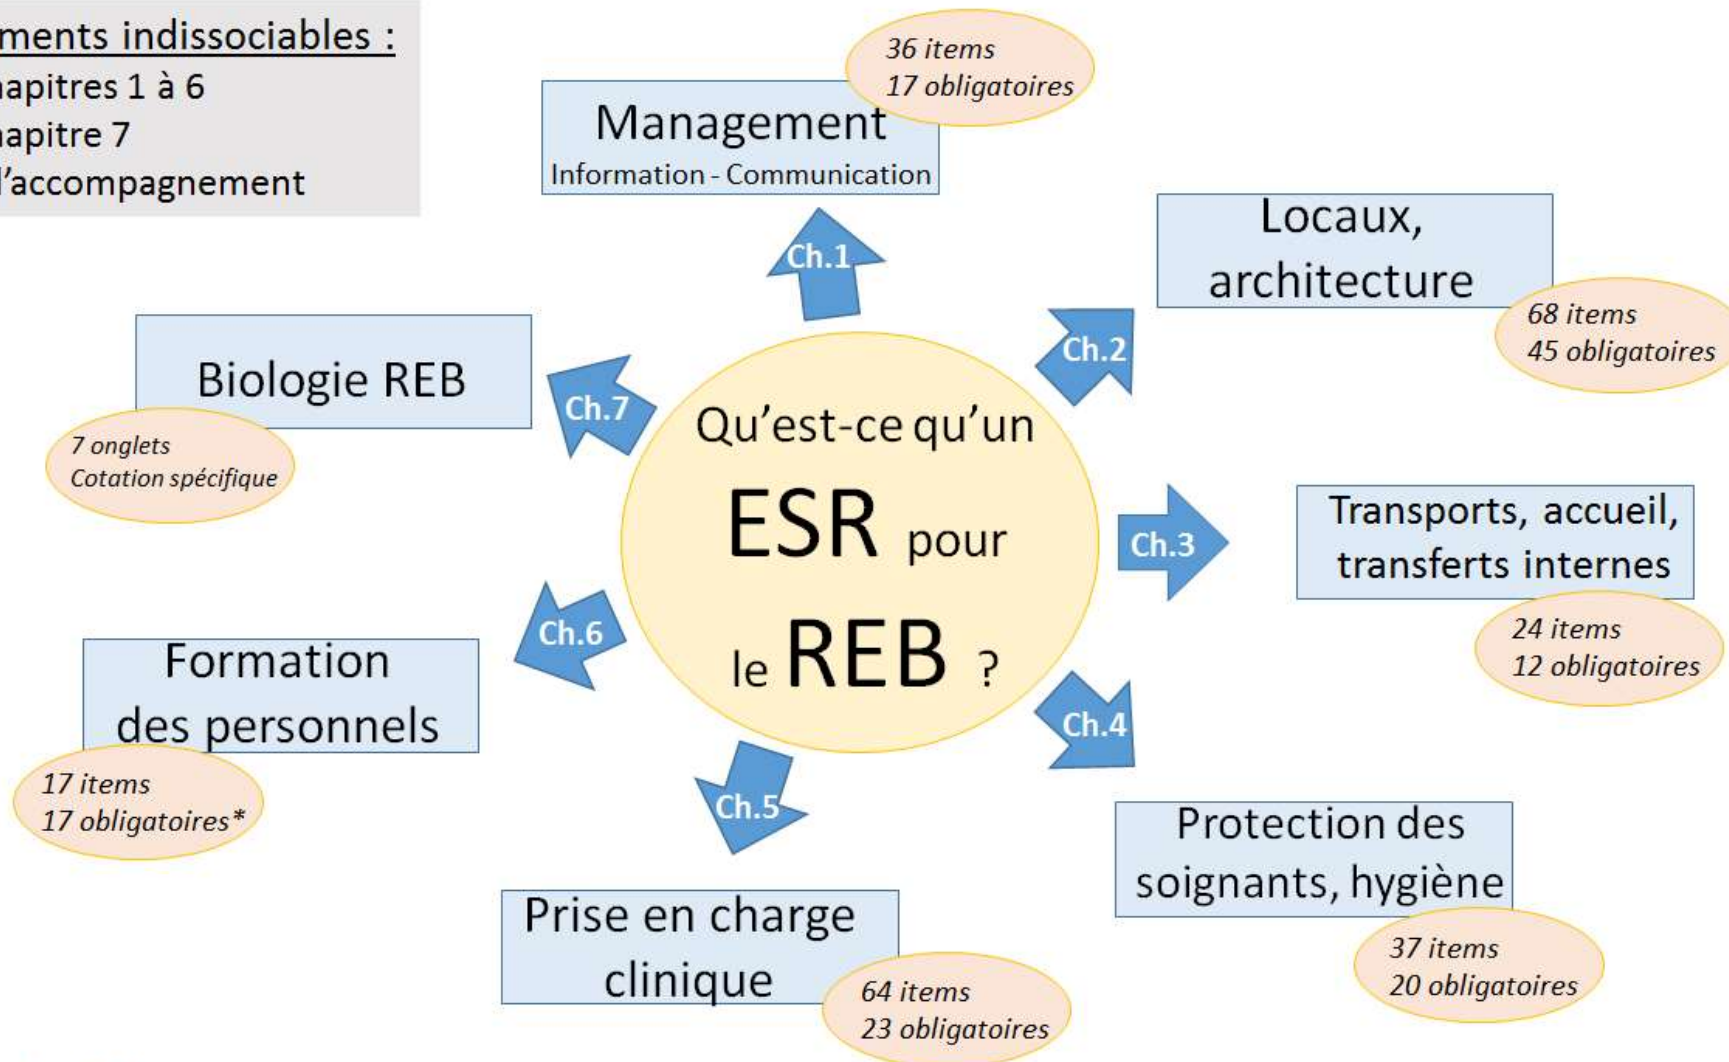 ments indissociables :
hapitres 1 à 6
hapitre 7
l'accompagnement
36 items
17 obligatoires
Management
Information - Communication
Ch.1
Locaux,
architecture
68 items
45 obligatoires
Ch.2
Biologie REB
7 onglets
Cotation spécifique
Ch.7
Qu'est-ce qu'un
ESR pour
le REB ?
Ch.3
Transports, accueil,
transferts internes
24 items
12 obligatoires
Ch.6
Formation
des personnels
17 items
17 obligatoires*
Ch.4
Protection des
soignants, hygiène
37 items
20 obligatoires
Ch.5
Prise en charge
clinique
64 items
23 obligatoires